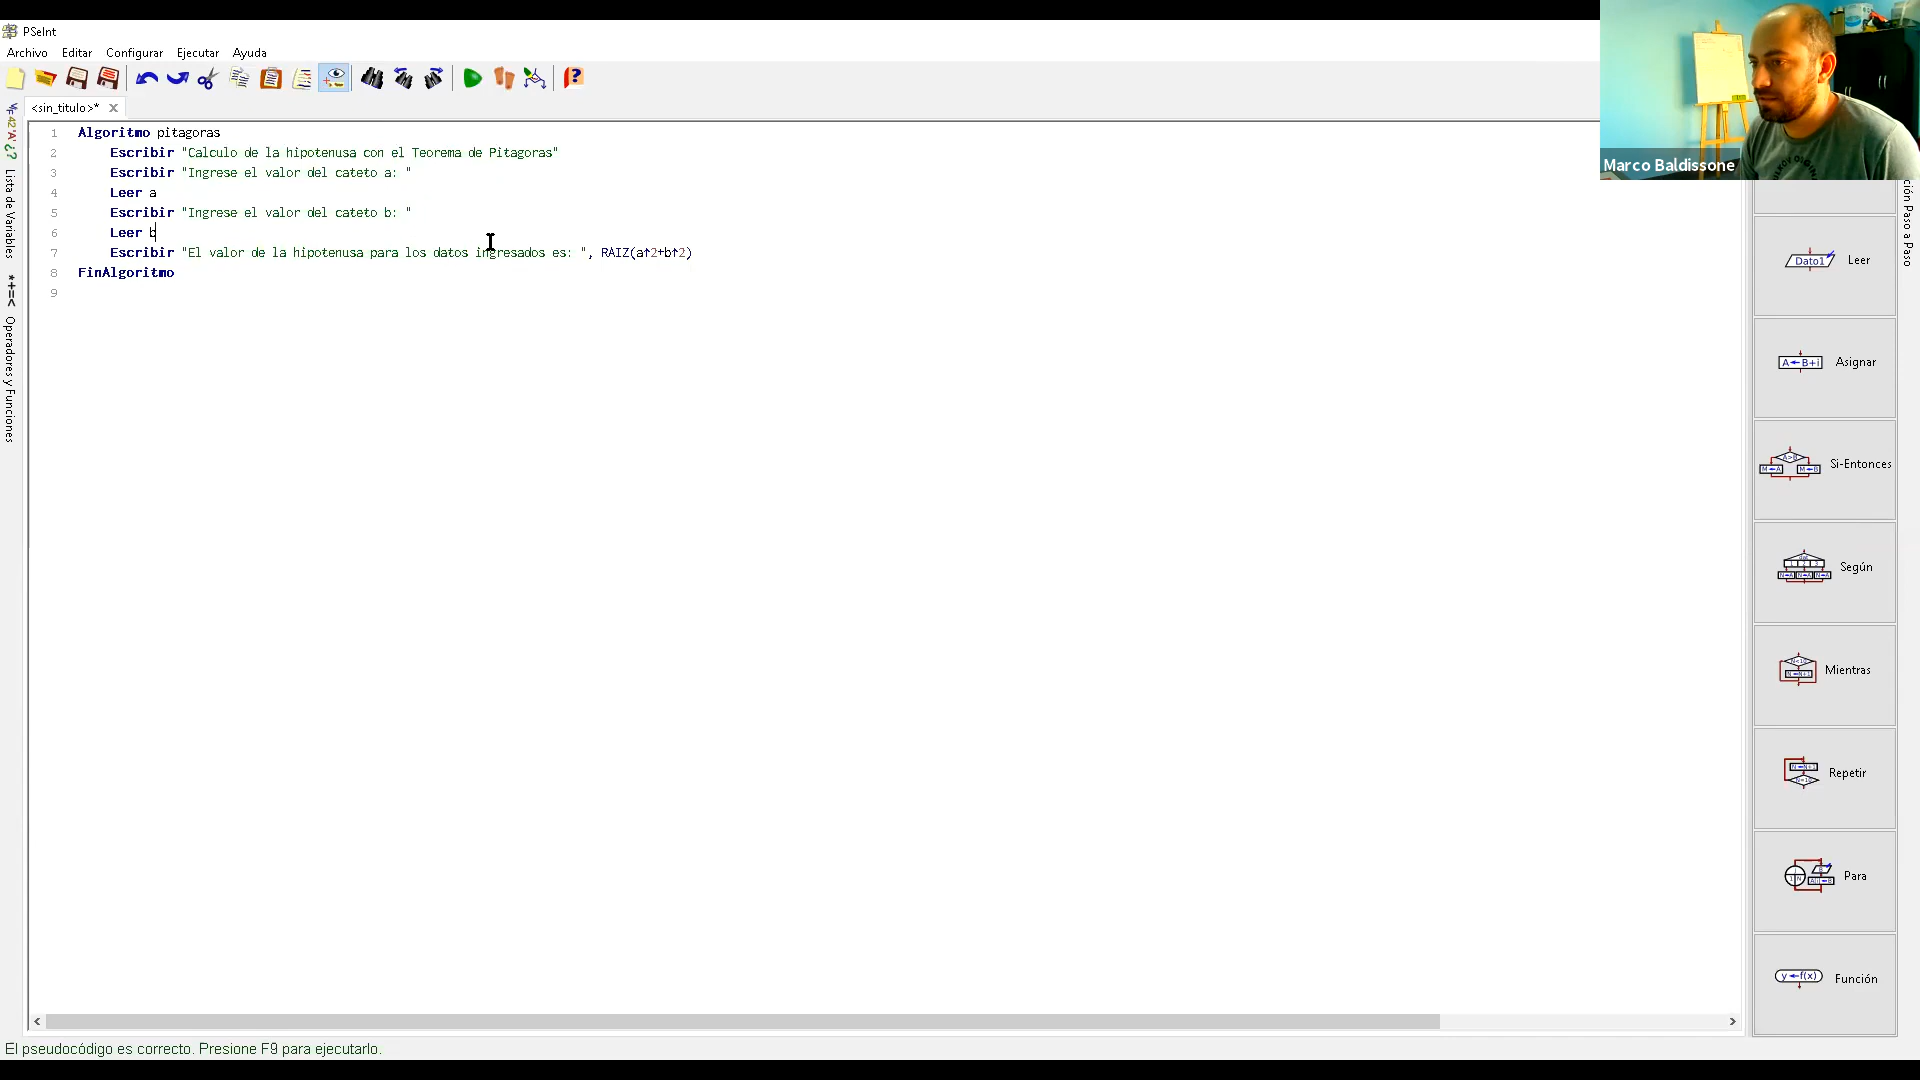 PSeInt
Archivo Editar Configurar Ejecutar Ayuda
<sin_titulo>*
1 Algoritmo pitagoras
2 Escribir "Calculo de la hipotenusa con el Teorema de Pitagoras"
3 Escribir "Ingrese el valor del cateto a: "
4 Leer a
5 Escribir "Ingrese el valor del cateto b: "
6 Leer b
7 Escribir "El valor de la hipotenusa para los datos ingresados es: ", RAIZ(a↑2+b↑2)
8 FinAlgoritmo
9
Lista de Variables
*+=< Operadores y Funciones
Marco Baldissone
ción Paso a Paso
Dato1 Leer
A←B+i Asignar
A>B
M←A M←B Si-Entonces
Según
Mientras
Repetir
Para
y←f(x) Función
El pseudocódigo es correcto. Presione F9 para ejecutarlo.